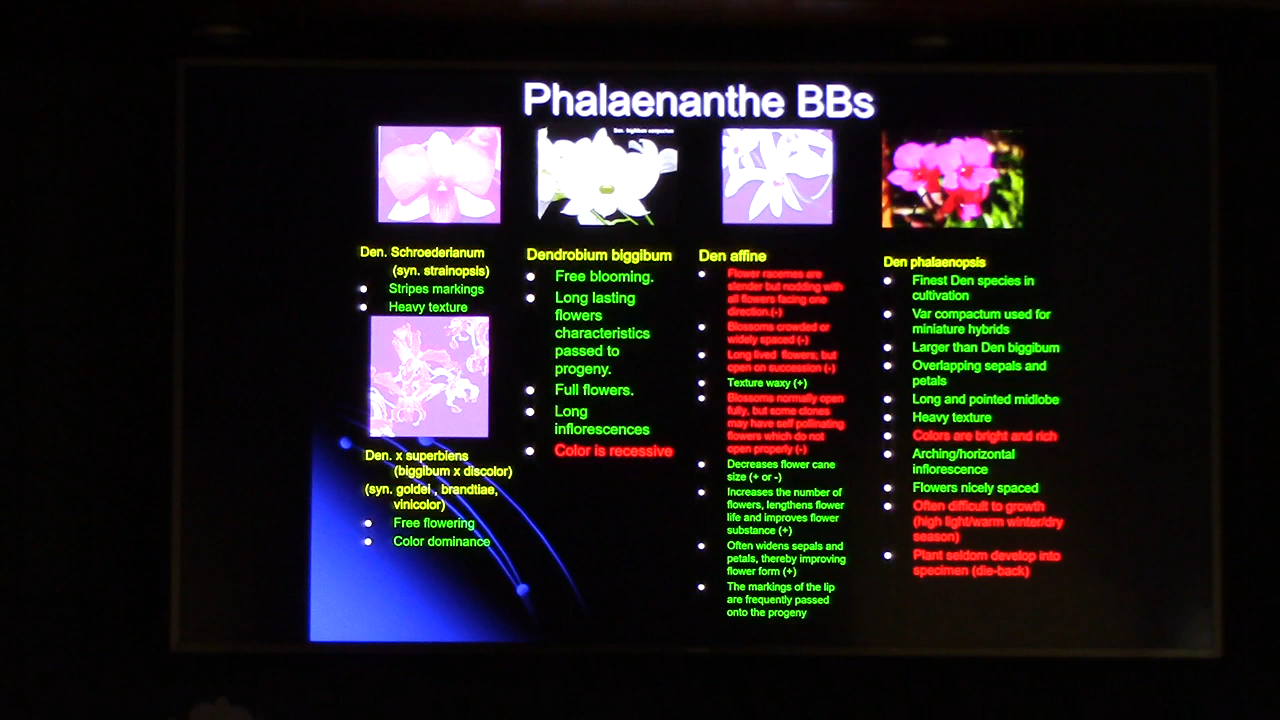 Phalaenanthe BBs
Den. Schroederianum
(syn. strainopsis)
• Stripes markings
• Heavy texture
Den. x superbiens
(biggibum x discolor)
(syn. goldei , brandtiae,
vinicolor)
• Free flowering
• Color dominance
Den. biggibum compactum
Dendrobium biggibum
• Free blooming.
• Long lasting
flowers
characteristics
passed to
progeny.
• Full flowers.
• Long
inflorescences
• Color is recessive
Den affine
• Flower racemes are
slender but nodding with
all flowers facing one
direction.(-)
• Blossoms crowded or
widely spaced (-)
• Long lived flowers; but
open on succession (-)
• Texture waxy (+)
• Blossoms normally open
fully, but some clones
may have self pollinating
flowers which do not
open properly (-)
• Decreases flower cane
size (+ or -)
• Increases the number of
flowers, lengthens flower
life and improves flower
substance (+)
• Often widens sepals and
petals, thereby improving
flower form (+)
• The markings of the lip
are frequently passed
onto the progeny
Den phalaenopsis
• Finest Den species in
cultivation
• Var compactum used for
miniature hybrids
• Larger than Den biggibum
• Overlapping sepals and
petals
• Long and pointed midlobe
• Heavy texture
• Colors are bright and rich
• Arching/horizontal
inflorescence
• Flowers nicely spaced
• Often difficult to growth
(high light/warm winter/dry
season)
• Plant seldom develop into
specimen (die-back)